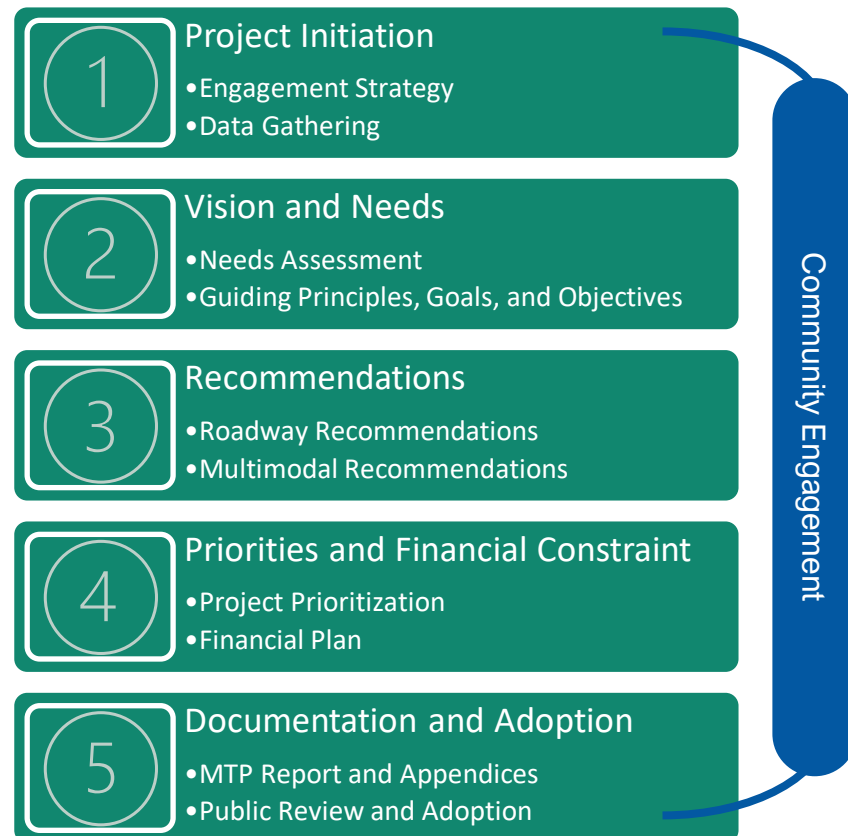 1
Project Initiation
•Engagement Strategy
•Data Gathering
2
Vision and Needs
•Needs Assessment
•Guiding Principles, Goals, and Objectives
3
Recommendations
•Roadway Recommendations
•Multimodal Recommendations
4
Priorities and Financial Constraint
•Project Prioritization
•Financial Plan
5
Documentation and Adoption
•MTP Report and Appendices
•Public Review and Adoption
Community Engagement